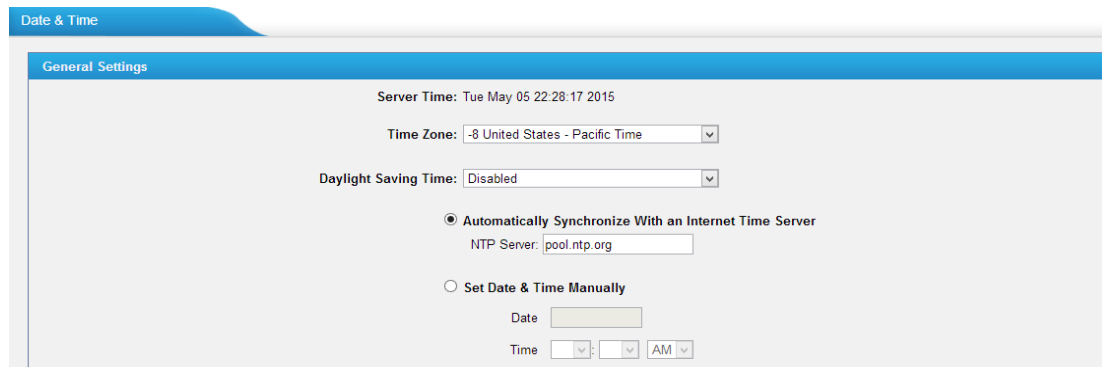 Date & Time
General Settings
Server Time: Tue May 05 22:28:17 2015
Time Zone: -8 United States - Pacific Time
Daylight Saving Time: Disabled
Automatically Synchronize With an Internet Time Server
NTP Server: pool.ntp.org
Set Date & Time Manually
Date
Time : AM